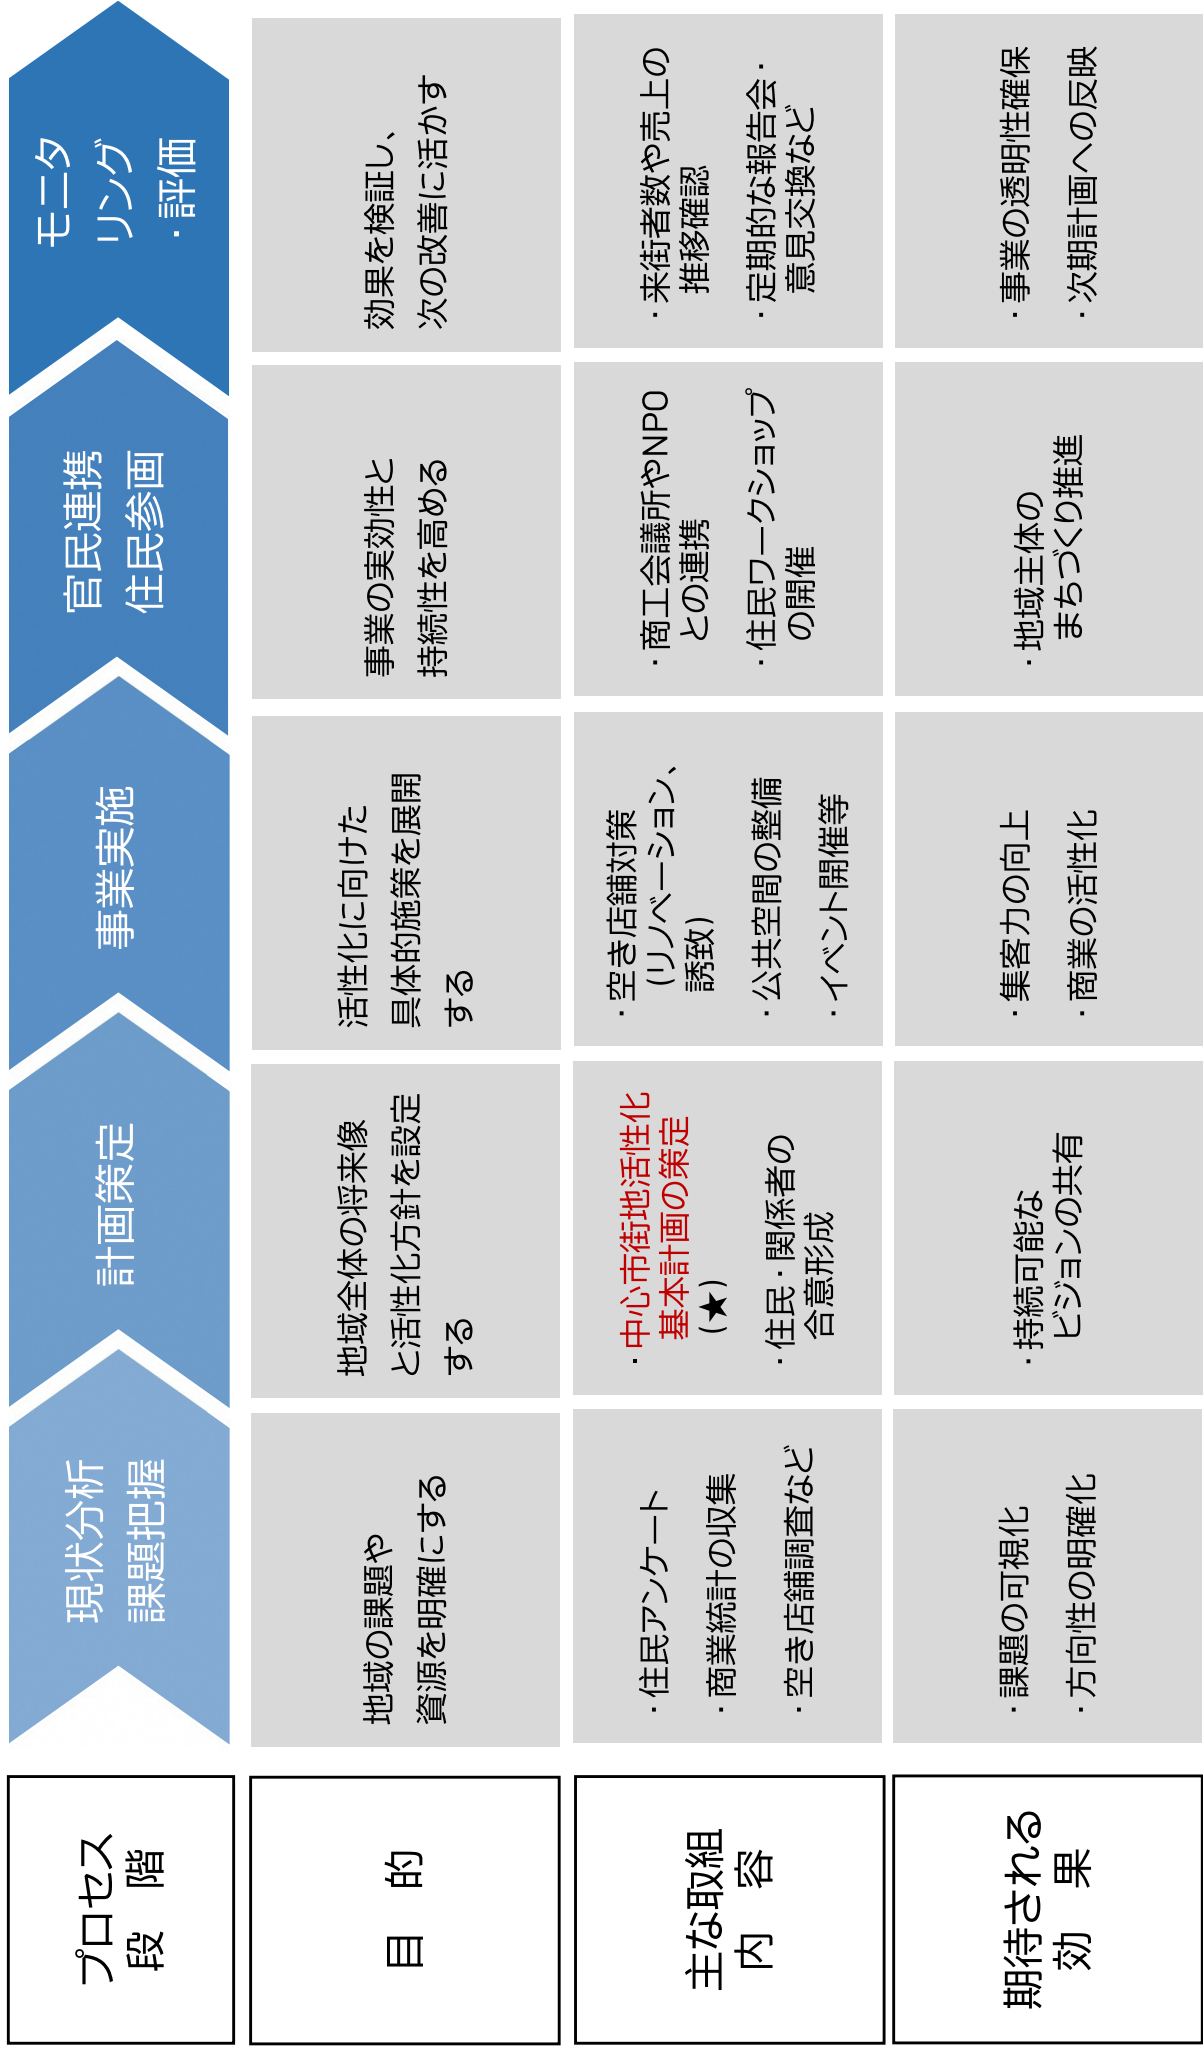 プロセス
段　階
現状分析
課題把握
計画策定
事業実施
官民連携
住民参画
モニタ
リング
・評価
目　的
地域の課題や
資源を明確にする
地域全体の将来像
と活性化方針を設定
する
活性化に向けた
具体的施策を展開
する
事業の実効性と
持続性を高める
効果を検証し、
次の改善に活かす
主な取組
内　容
・住民アンケート
・商業統計の収集
・空き店舗調査など
・中心市街地活性化
基本計画の策定
(★)
・住民・関係者の
合意形成
・空き店舗対策
(リノベーション、
誘致)
・公共空間の整備
・イベント開催等
・商工会議所やNPO
との連携
・住民ワークショップ
の開催
・来街者数や売上の
推移確認
・定期的な報告会・
意見交換など
期待される
効　果
・課題の可視化
・方向性の明確化
・持続可能な
ビジョンの共有
・集客力の向上
・商業の活性化
・地域主体の
まちづくり推進
・事業の透明性確保
・次期計画への反映